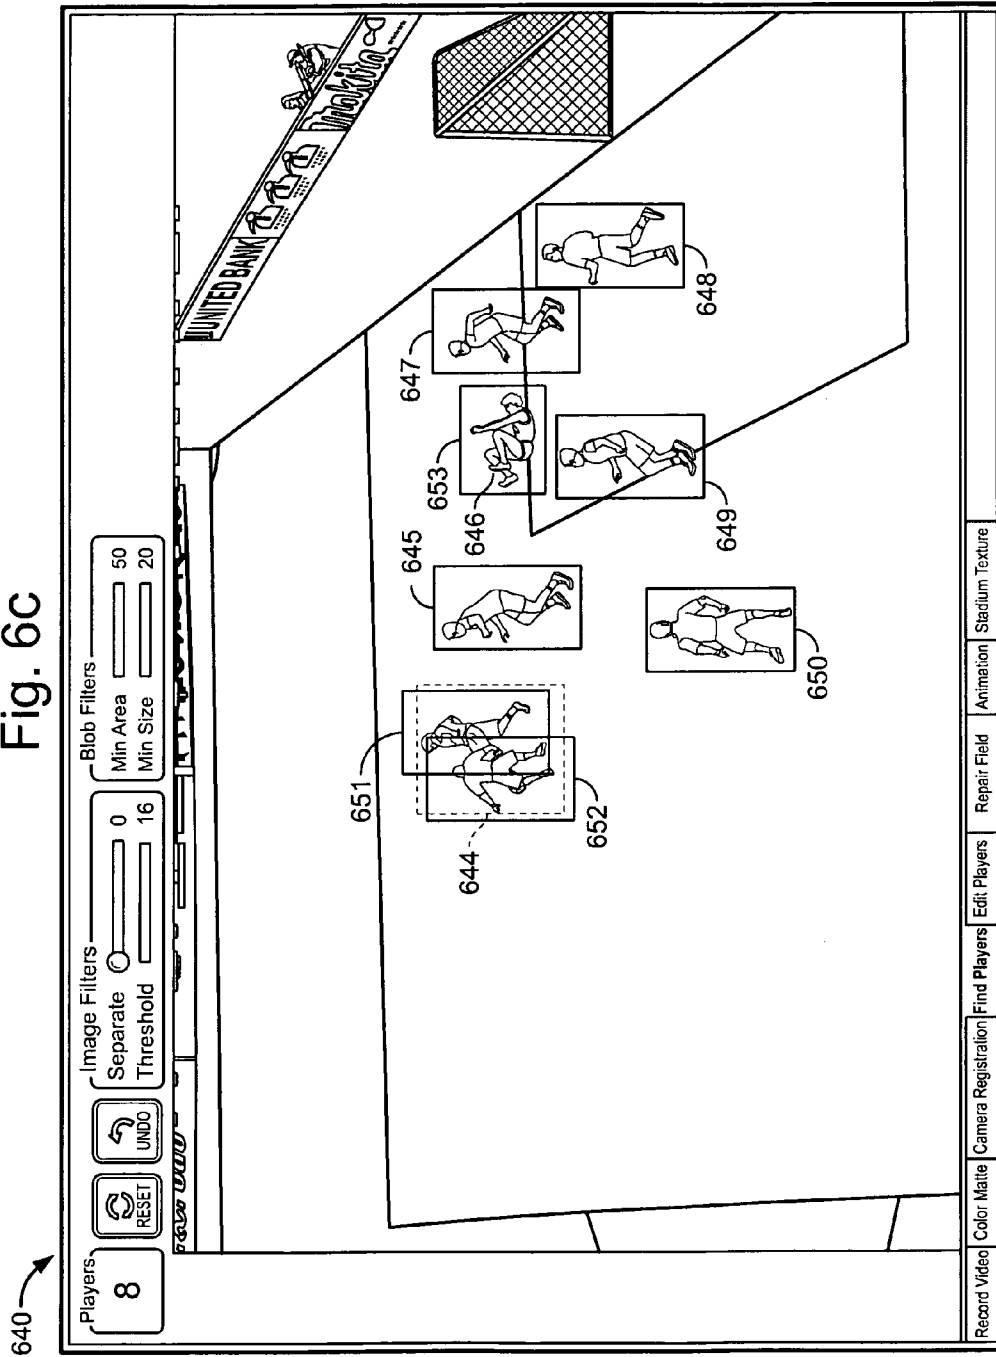 Fig. 6c
640
Players
8
RESET
UNDO
Image Filters
Separate 0
Threshold 16
Blob Filters
Min Area 50
Min Size 20
UNITED BANK
makita
651
644
652
645
646
653
647
648
649
650
Record Video Color Matte Camera Registration Find Players Edit Players Repair Field Animation Stadium Texture